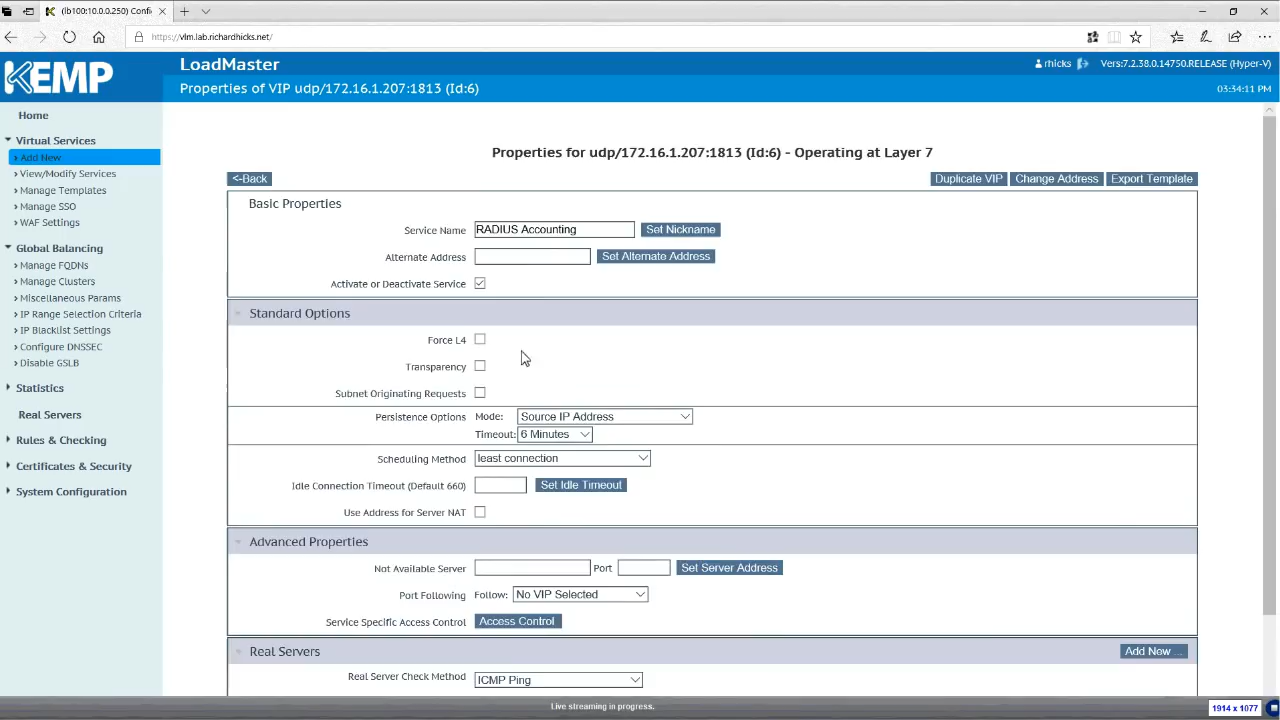 (lb100:10.0.0.250) Confi
https://vlm.lab.richardhicks.net/
KEMP
LoadMaster
rhicks
Vers:7.2.38.0.14750.RELEASE (Hyper-V)
Properties of VIP udp/172.16.1.207:1813 (Id:6)
03:34:11 PM
Home
Virtual Services
Add New
View/Modify Services
Manage Templates
Manage SSO
WAF Settings
Global Balancing
Manage FQDNs
Manage Clusters
Miscellaneous Params
IP Range Selection Criteria
IP Blacklist Settings
Configure DNSSEC
Disable GSLB
Statistics
Real Servers
Rules & Checking
Certificates & Security
System Configuration
Properties for udp/172.16.1.207:1813 (Id:6) - Operating at Layer 7
<-Back
Duplicate VIP Change Address Export Template
Basic Properties
Service Name RADIUS Accounting Set Nickname
Alternate Address Set Alternate Address
Activate or Deactivate Service
Standard Options
Force L4
Transparency
Subnet Originating Requests
Persistence Options Mode: Source IP Address
Timeout: 6 Minutes
Scheduling Method least connection
Idle Connection Timeout (Default 660) Set Idle Timeout
Use Address for Server NAT
Advanced Properties
Not Available Server Port Set Server Address
Port Following Follow: No VIP Selected
Service Specific Access Control Access Control
Real Servers Add New ...
Real Server Check Method ICMP Ping
Live streaming in progress.
1914 x 1077